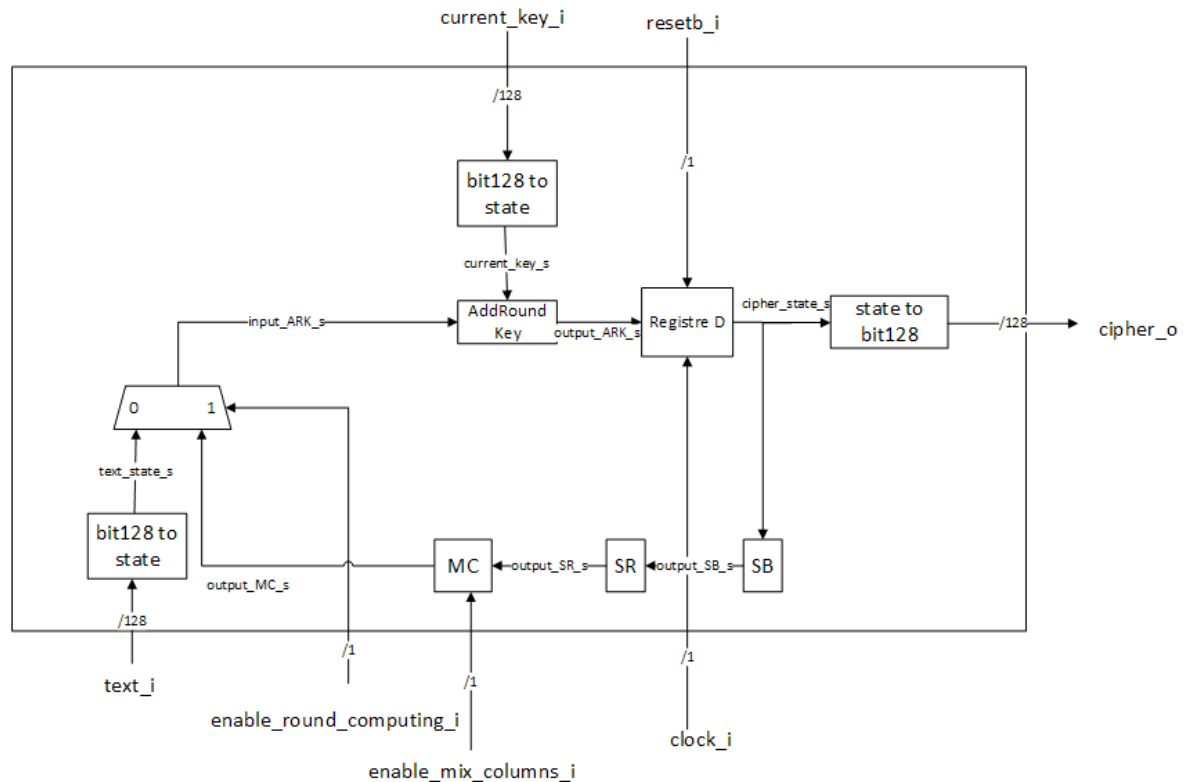 current_key_i
resetb_i
/128
/1
bit128 to
state
current_key_s
input_ARK_s
AddRound
Key
output_ARK_s
Registre D
cipher_state_s
state to
bit128
/128
cipher_o
0
1
text_state_s
bit128 to
state
output_MC_s
MC
output_SR_s
SR
output_SB_s
SB
/128
/1
/1
/1
text_i
enable_round_computing_i
clock_i
enable_mix_columns_i